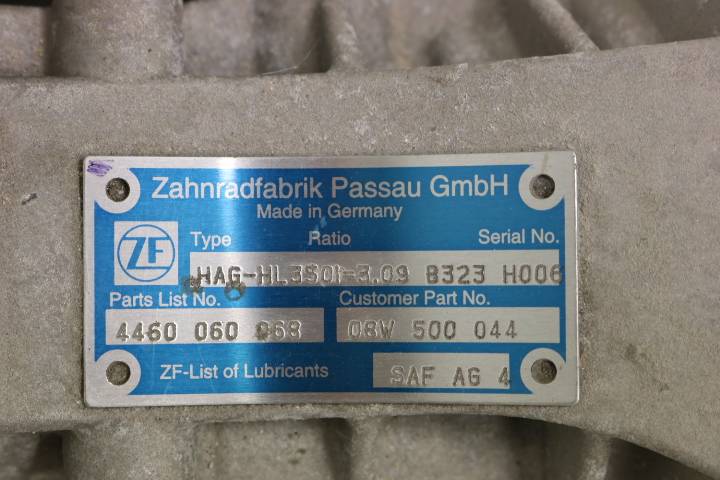 Zahnradfabrik Passau GmbH
Made in Germany
ZF
Type Ratio Serial No.
HAG-HL350I-3.09 8323 H006
Parts List No. Customer Part No.
4460 060 068 08W 500 044
ZF-List of Lubricants SAF AG 4